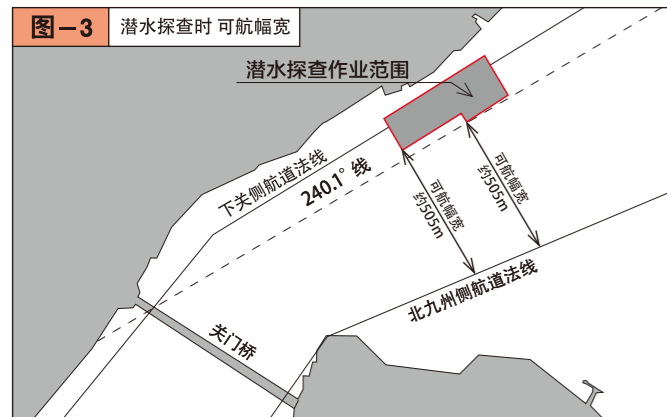 图－3
潜水探查时 可航幅宽
潜水探查作业范围
下关侧航道法线
240.1°线
可航幅宽
约505m
可航幅宽
约505m
北九州侧航道法线
关门桥